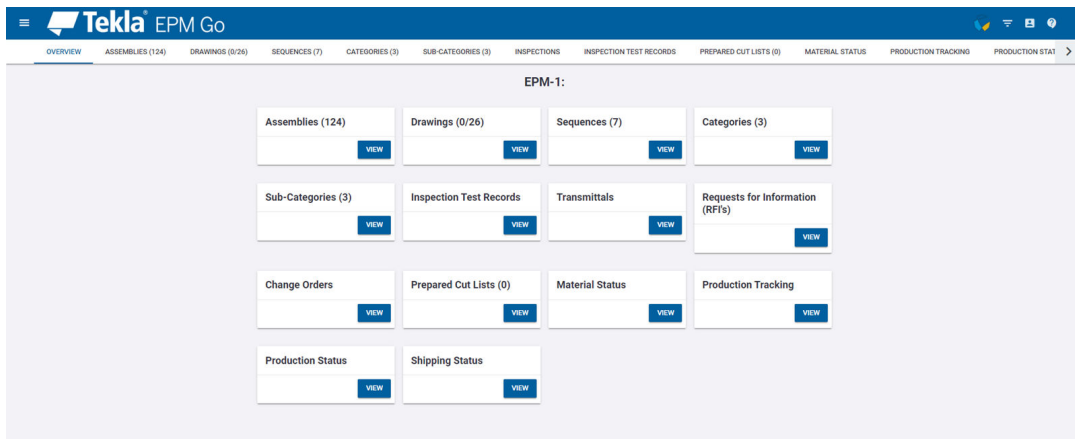 Tekla® EPM Go
OVERVIEW ASSEMBLIES (124) DRAWINGS (0/26) SEQUENCES (7) CATEGORIES (3) SUB-CATEGORIES (3) INSPECTIONS INSPECTION TEST RECORDS PREPARED CUT LISTS (0) MATERIAL STATUS PRODUCTION TRACKING PRODUCTION STAT
EPM-1:
Assemblies (124)
VIEW
Drawings (0/26)
VIEW
Sequences (7)
VIEW
Categories (3)
VIEW
Sub-Categories (3)
VIEW
Inspection Test Records
VIEW
Transmittals
VIEW
Requests for Information
(RFI's)
VIEW
Change Orders
VIEW
Prepared Cut Lists (0)
VIEW
Material Status
VIEW
Production Tracking
VIEW
Production Status
VIEW
Shipping Status
VIEW